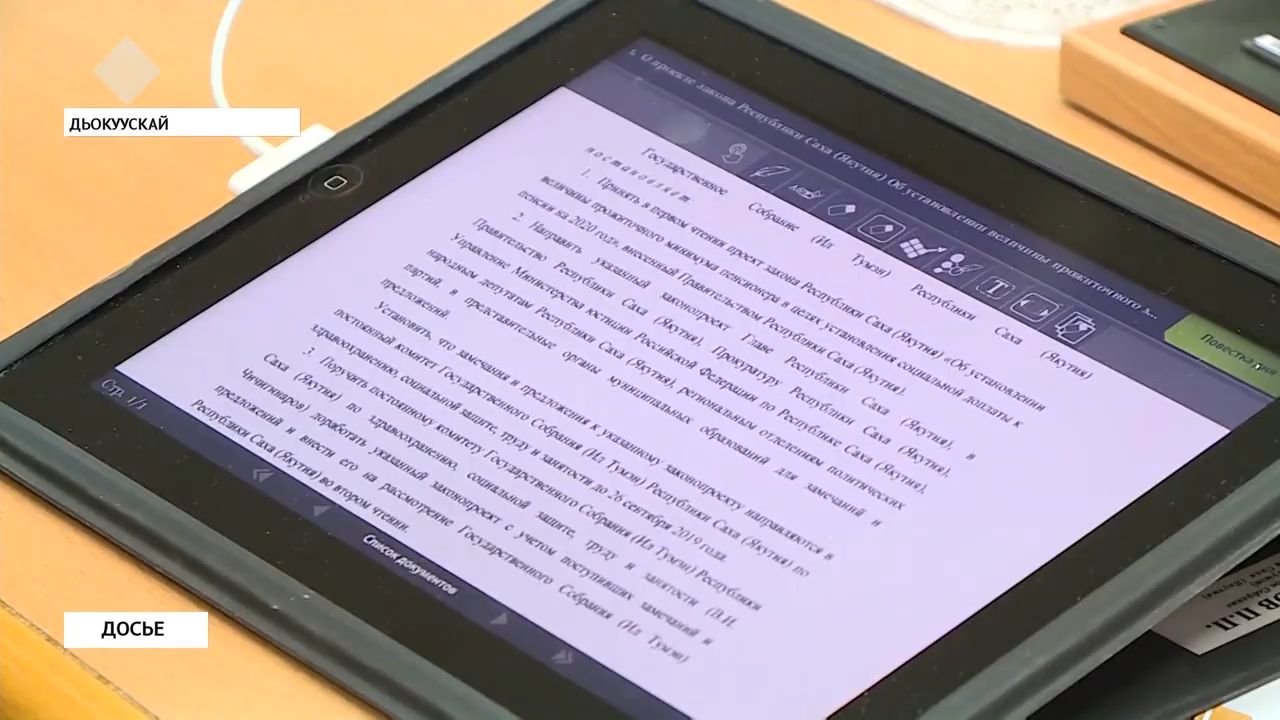 ДЬОКУУСКАЙ
О проекте закона Республики Саха (Якутия) Об установлении величины прожиточного з...
Повестка дня
Государственное Собрание (Ил Тумэн) Республики Саха (Якутия)
постановляет:
1. Принять в первом чтении проект закона Республики Саха (Якутия) «Об установлении
величины прожиточного минимума пенсионера в целях установления социальной доплаты к
пенсии на 2020 год», внесенный Правительством Республики Саха (Якутия).
2. Направить указанный законопроект Главе Республики Саха (Якутия), в
Правительство Республики Саха (Якутия), Прокуратуру Республики Саха (Якутия),
Управление Министерства юстиции Российской Федерации по Республике Саха (Якутия),
народным депутатам Республики Саха (Якутия), региональным отделениям политических
партий, в представительные органы муниципальных образований для замечаний и
предложений.
Установить, что замечания и предложения к указанному законопроекту направляются в
постоянный комитет Государственного Собрания (Ил Тумэн) Республики Саха (Якутия) по
здравоохранению, социальной защите, труду и занятости до 26 сентября 2019 года.
3. Поручить постоянному комитету Государственного Собрания (Ил Тумэн) Республики
Саха (Якутия) по здравоохранению, социальной защите, труду и занятости (В.И.
Чичигинаров) доработать указанный законопроект с учетом поступивших замечаний и
предложений и внести его на рассмотрение Государственного Собрания (Ил Тумэн)
Республики Саха (Якутия) во втором чтении.
Стр. 1/1
Список документов
ОВ П.П.
ДОСЬЕ